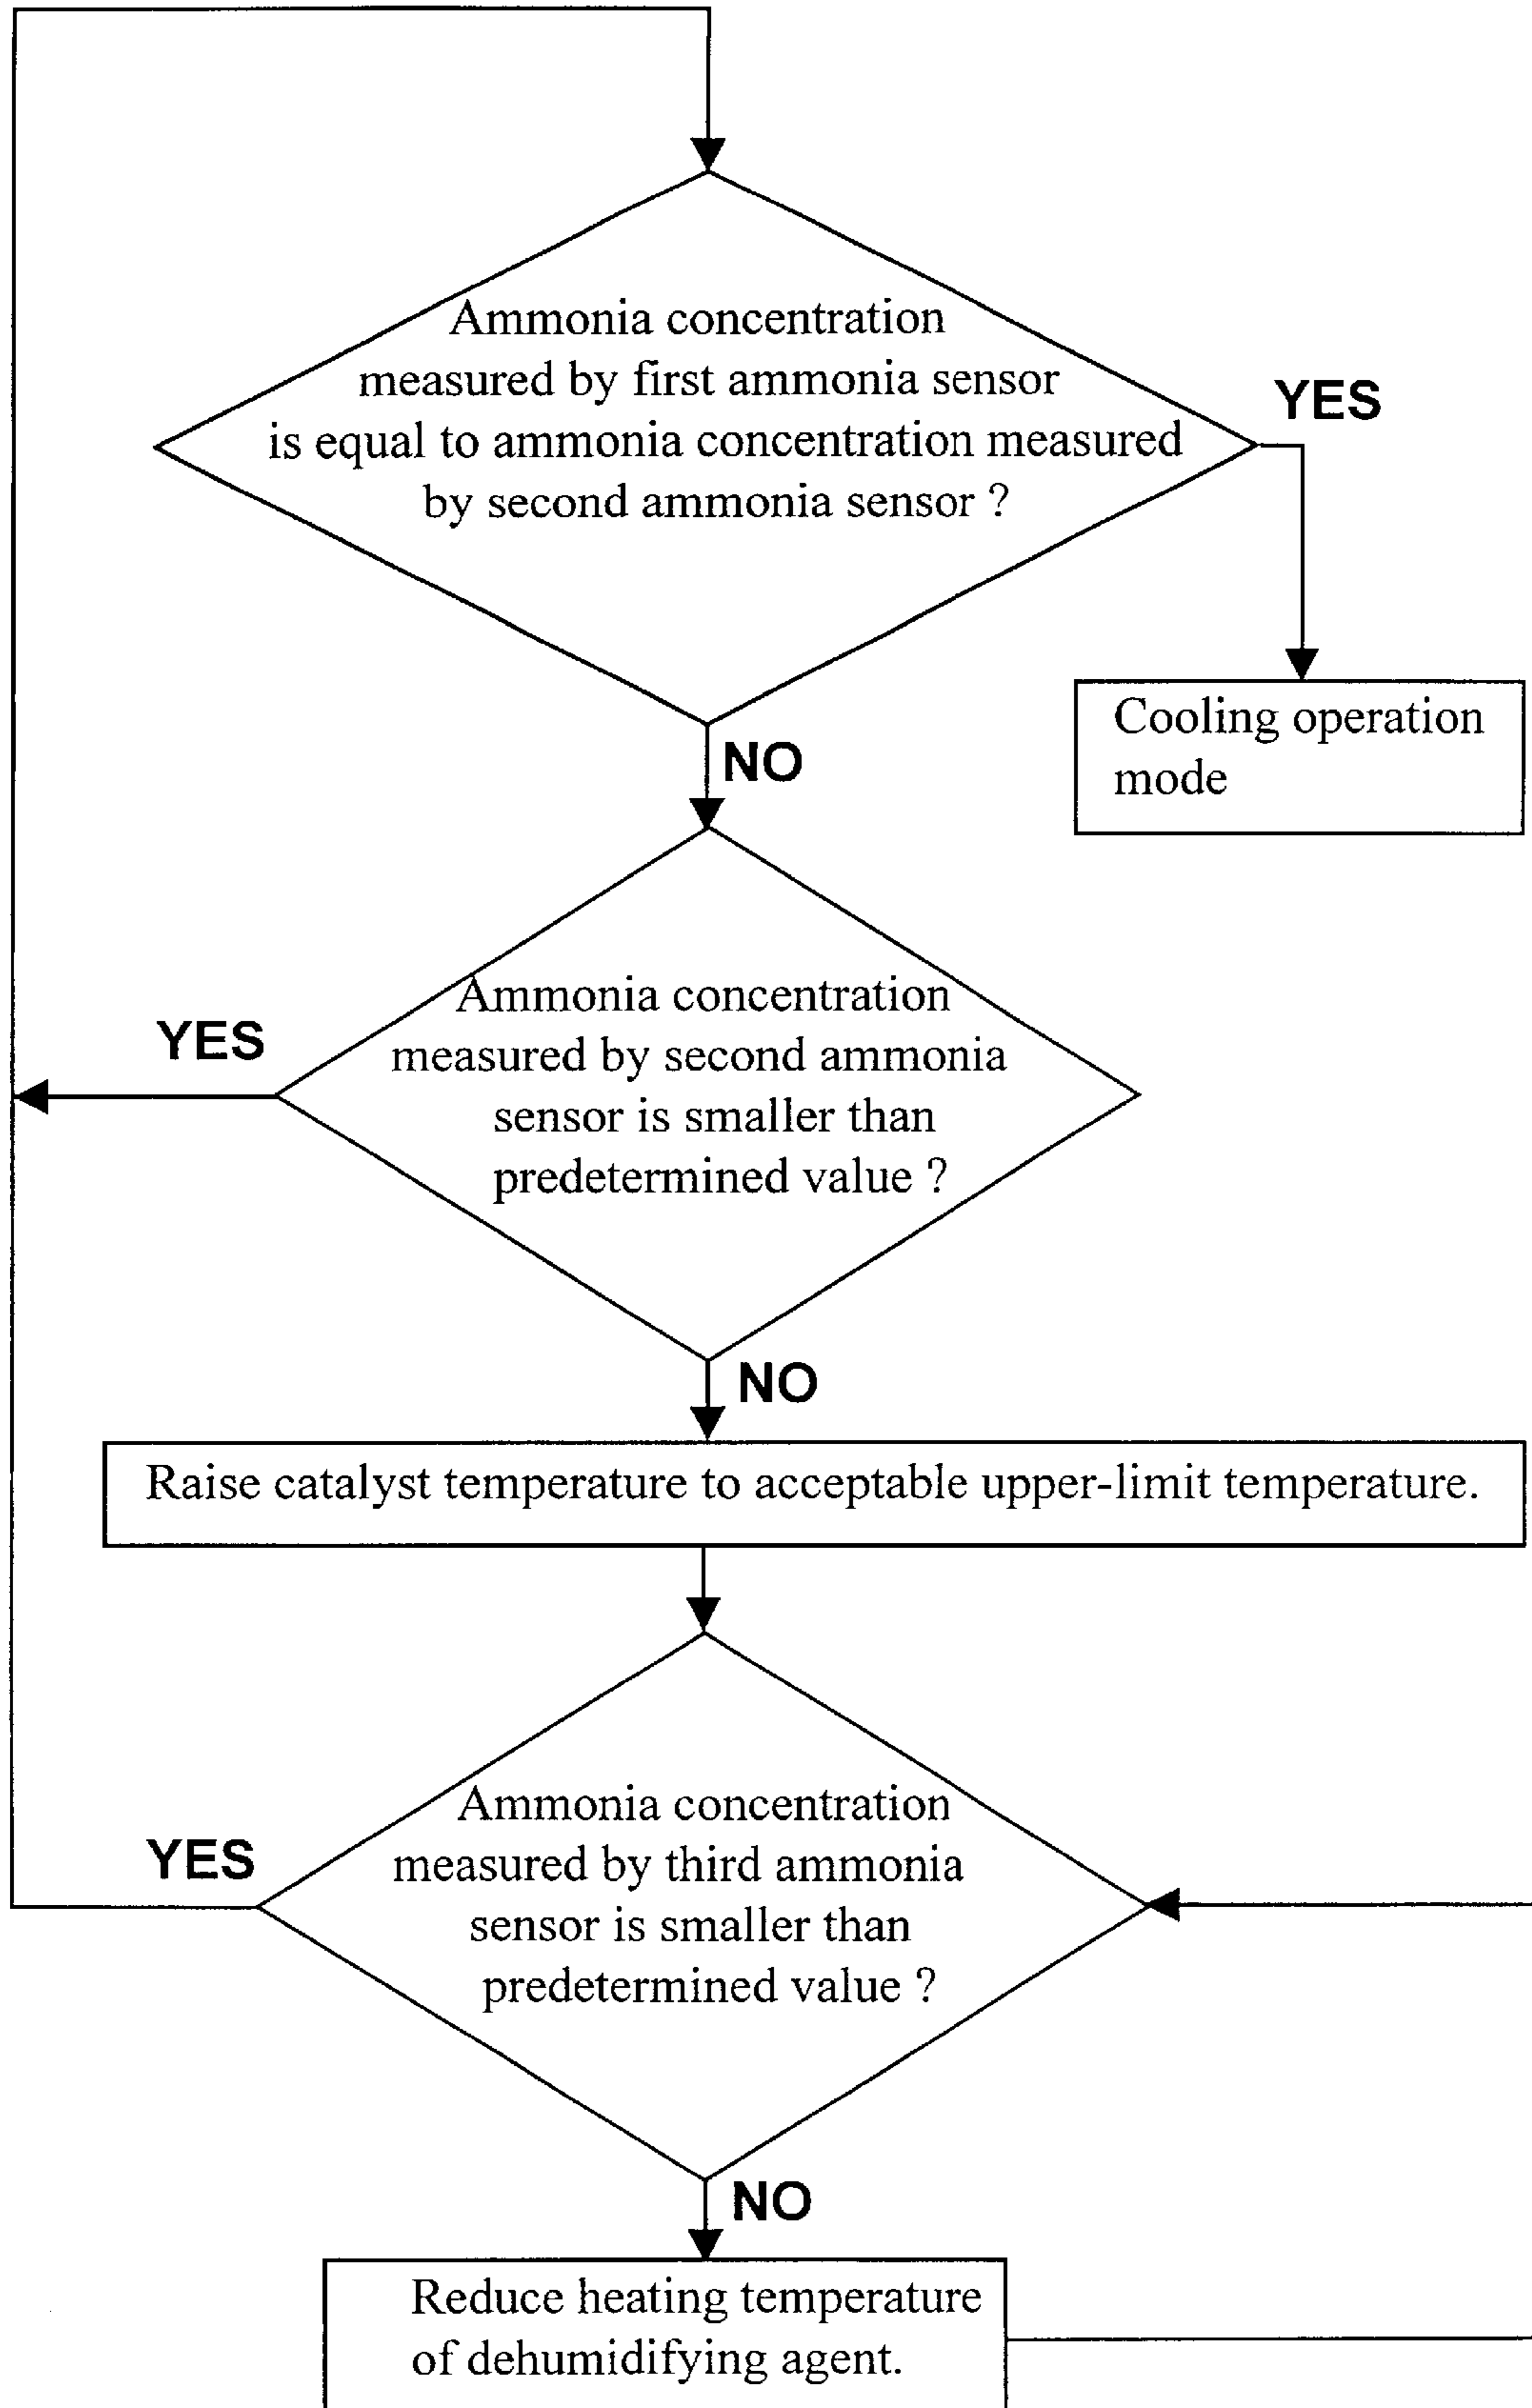 Ammonia concentration
measured by first ammonia sensor
is equal to ammonia concentration measured
by second ammonia sensor ?
YES
Cooling operation
mode
NO
Ammonia concentration
measured by second ammonia
sensor is smaller than
predetermined value ?
YES
NO
Raise catalyst temperature to acceptable upper-limit temperature.
Ammonia concentration
measured by third ammonia
sensor is smaller than
predetermined value ?
YES
NO
Reduce heating temperature
of dehumidifying agent.